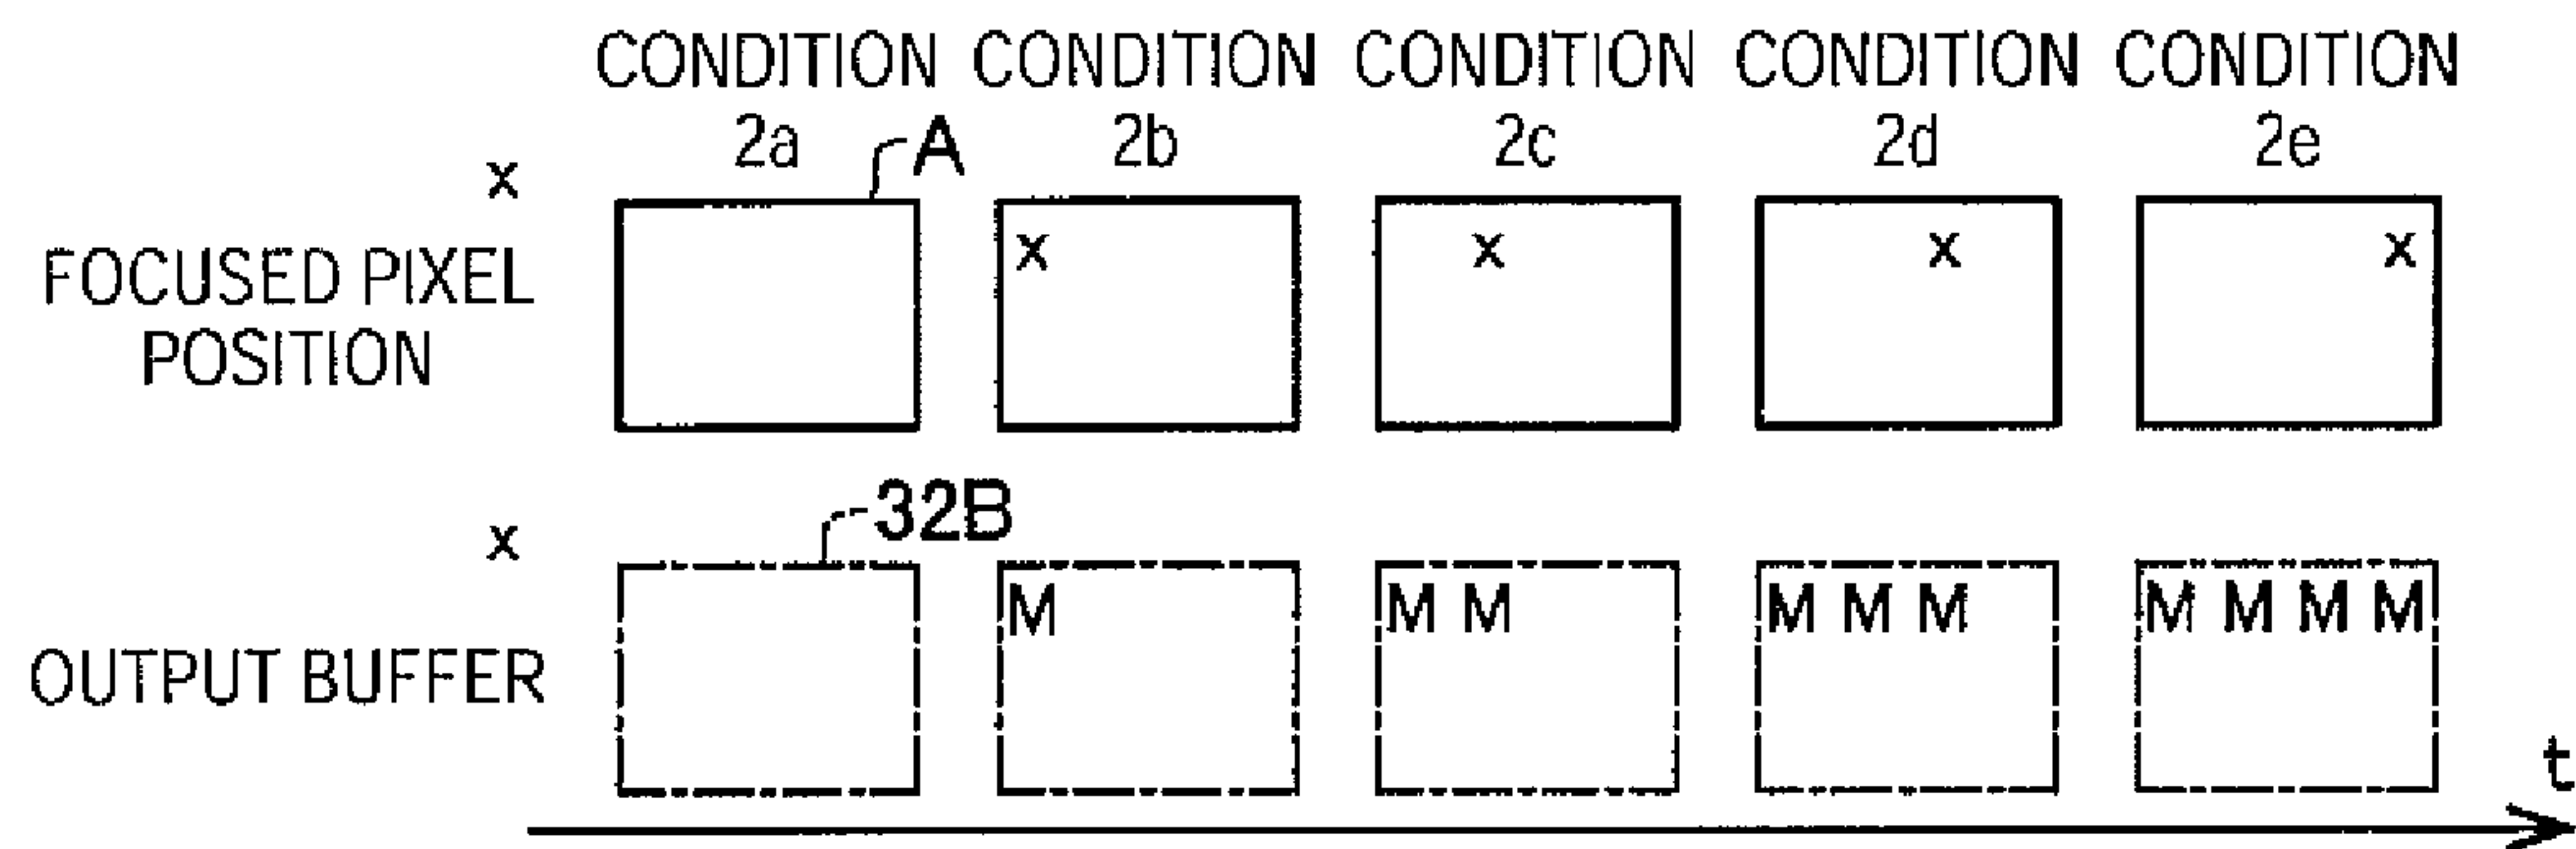 CONDITION CONDITION CONDITION CONDITION CONDITION
2a A 2b 2c 2d 2e
x
x x x x
FOCUSED PIXEL
POSITION
32B
x
M M M M M M M M M M
OUTPUT BUFFER
t